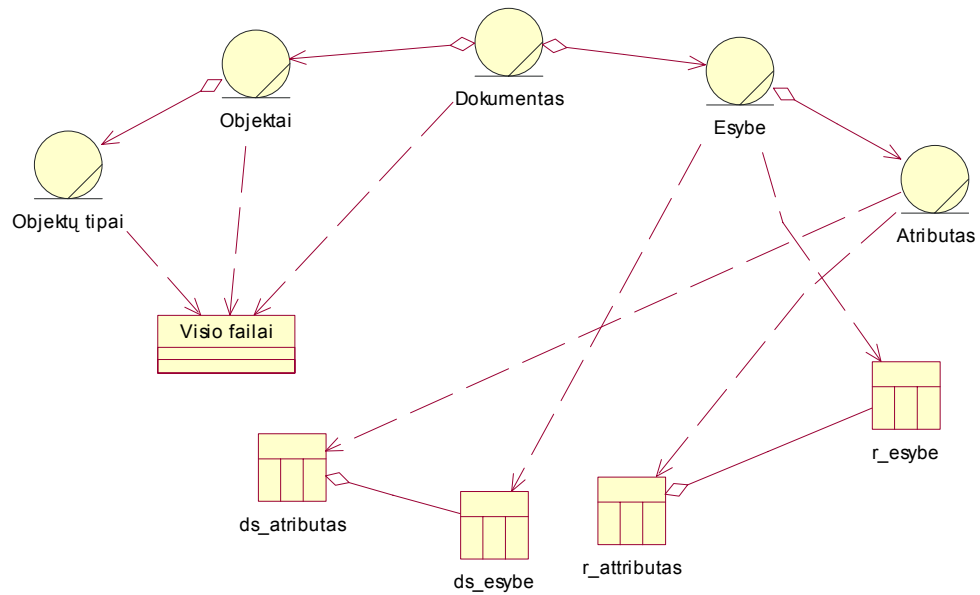 Dokumentas
Objektai
Esybe
Objektų tipai
Atributas
Visio failai
r_esybe
ds_atributas
r_attributas
ds_esybe